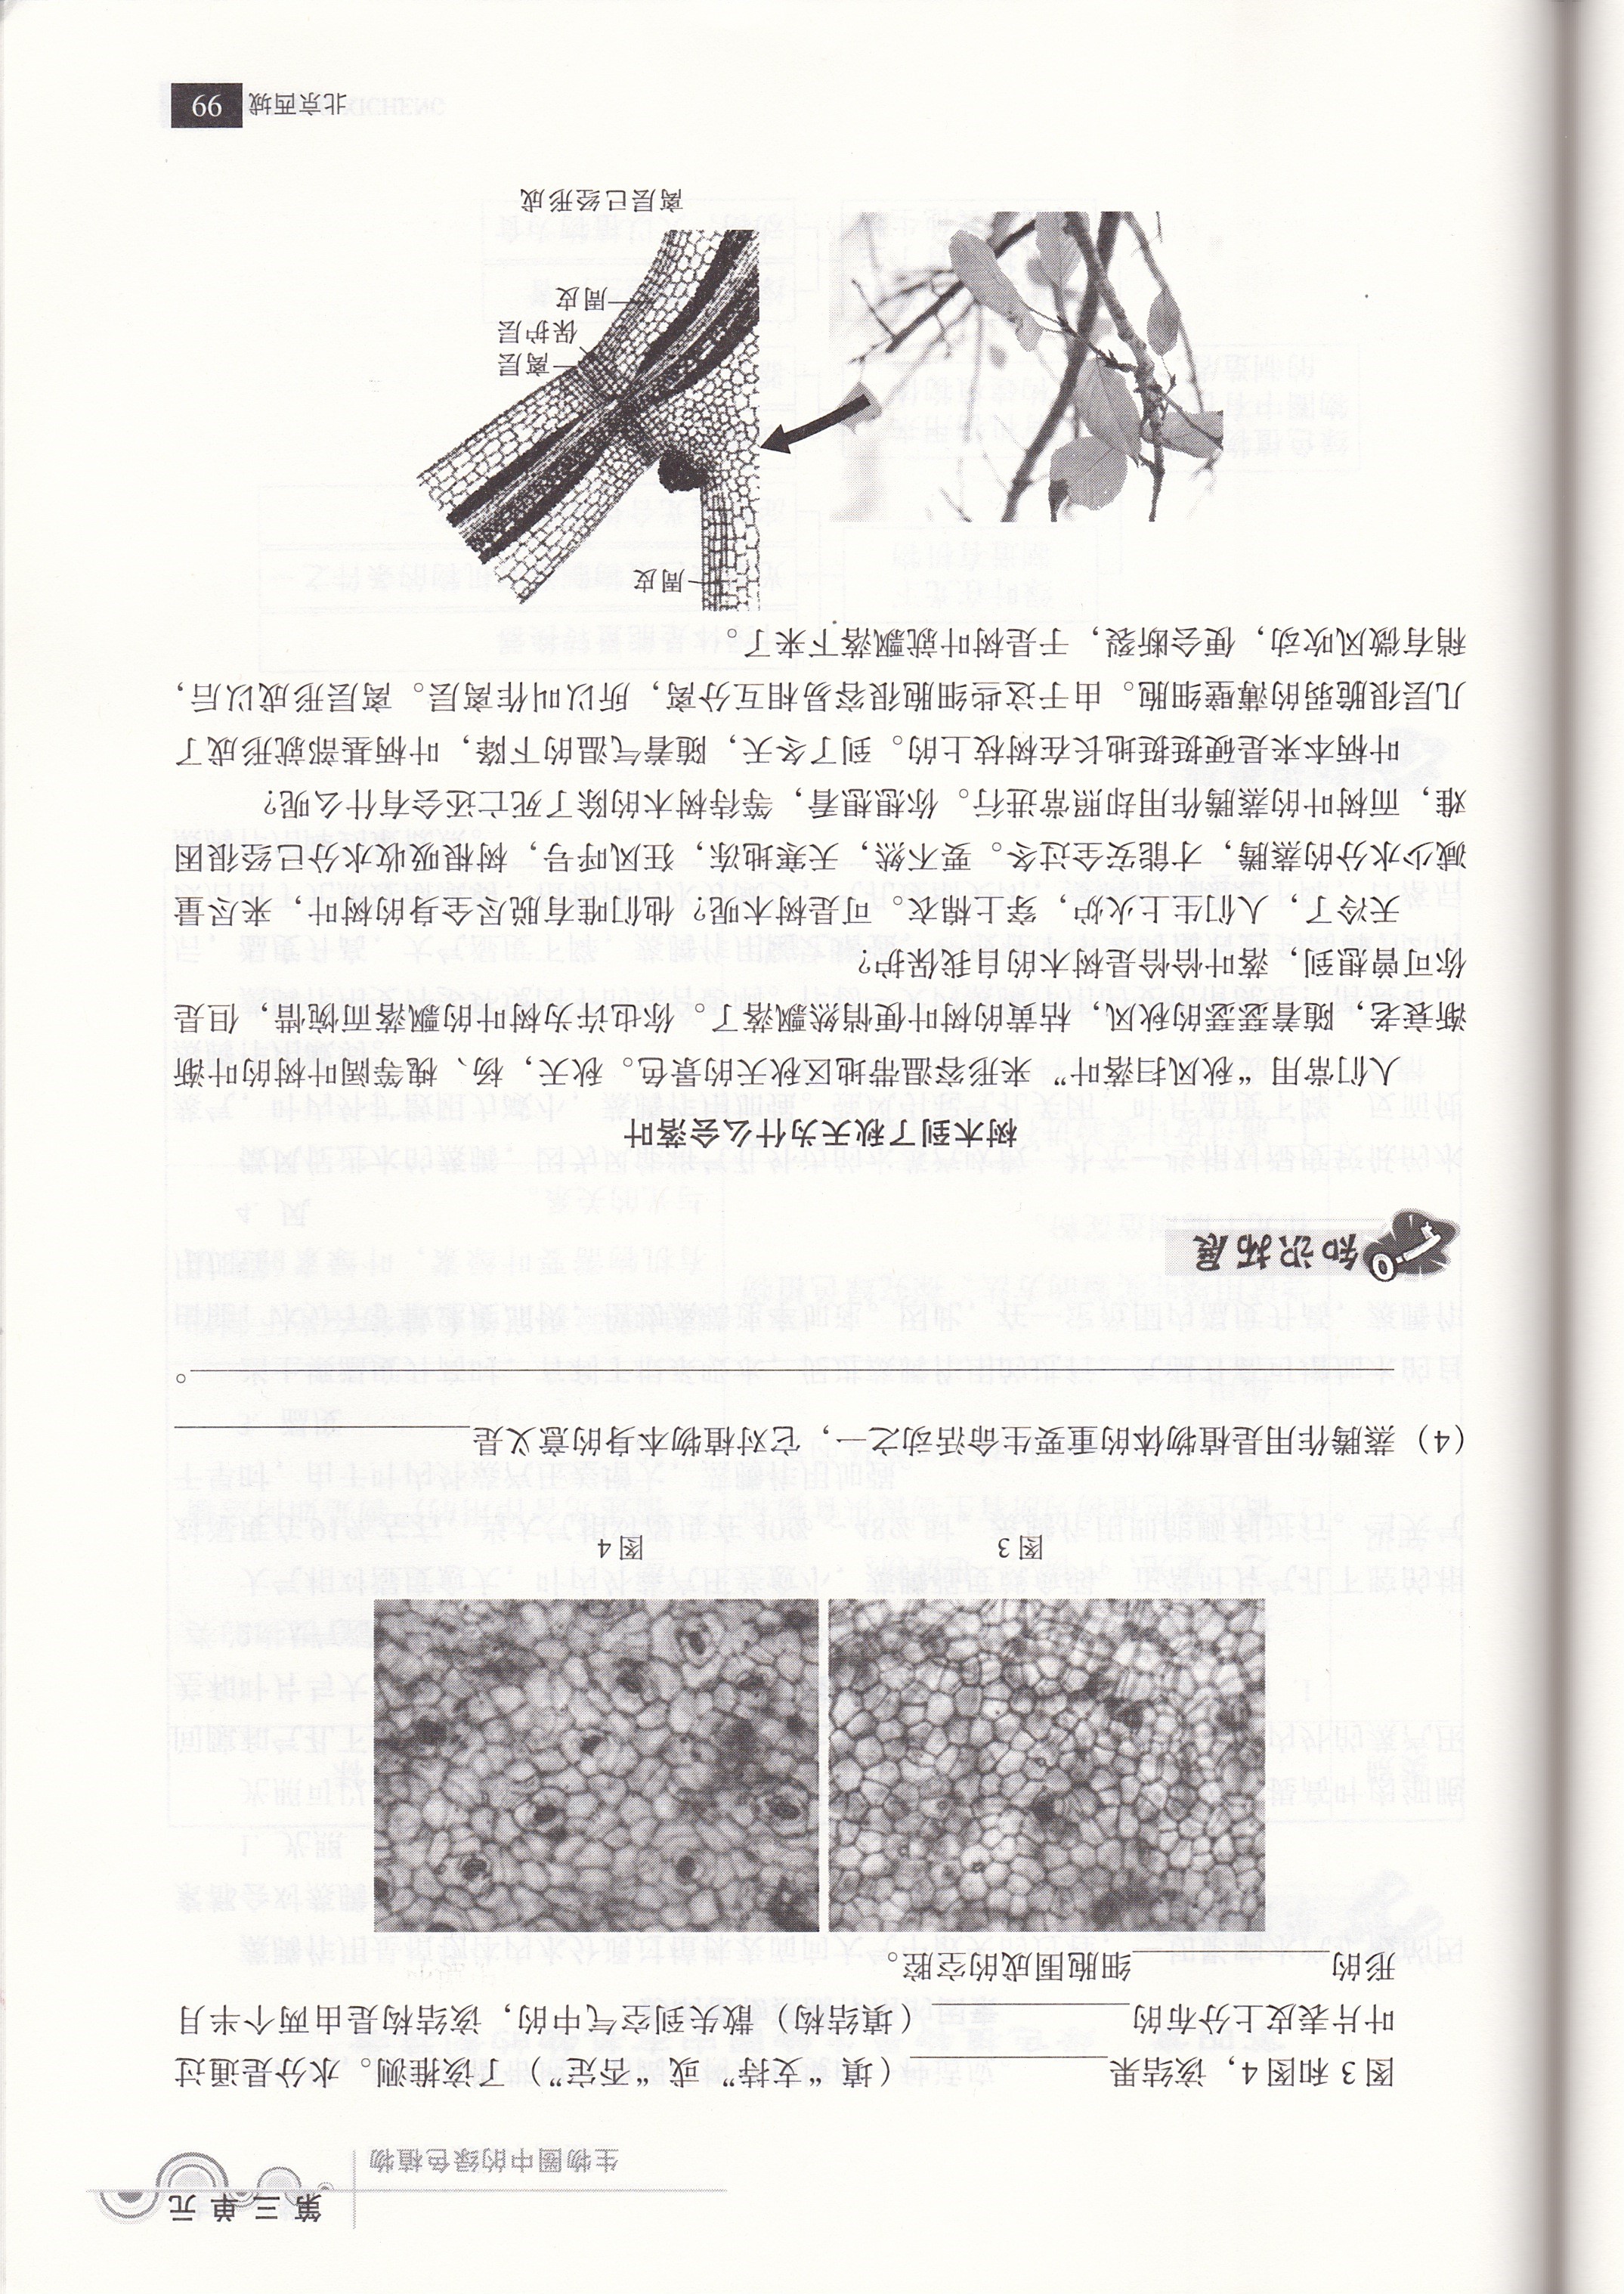 第三单元
生物圈中的绿色植物
图3和图4，该结果________（填“支持”或“否定”）了该推测。水分是通过
叶片表皮上分布的________（填结构）散失到空气中的，该结构是由两个半月
形的________细胞围成的空腔。
图3
图4
（4）蒸腾作用是植物体的重要生命活动之一，它对植物本身的意义是________
________。
知识拓展
树木到了秋天为什么会落叶
人们常用“秋风扫落叶”来形容温带地区秋天的景色。秋天，杨、槐等阔叶树的叶渐
渐衰老，随着瑟瑟的秋风，枯黄的树叶便悄然飘落了。你也许为树叶的飘落而惋惜，但是
你可曾想到，落叶恰恰是树木的自我保护？
天冷了，人们生上火炉，穿上棉衣。可是树木呢？他们唯有脱尽全身的树叶，来尽量
减少水分的蒸腾，才能安全过冬。要不然，天寒地冻，狂风呼号，树根吸收水分已经很困
难，而树叶的蒸腾作用却照常进行。你想想看，等待树木的除了死亡还会有什么呢？
叶柄本来是硬挺挺地长在树枝上的。到了冬天，随着气温的下降，叶柄基部就形成了
几层很脆弱的薄壁细胞。由于这些细胞很容易相互分离，所以叫作离层。离层形成以后，
稍有微风吹动，便会断裂，于是树叶就飘落下来了。
周皮
离层
保护层
周皮
离层已经形成
北京西城
99